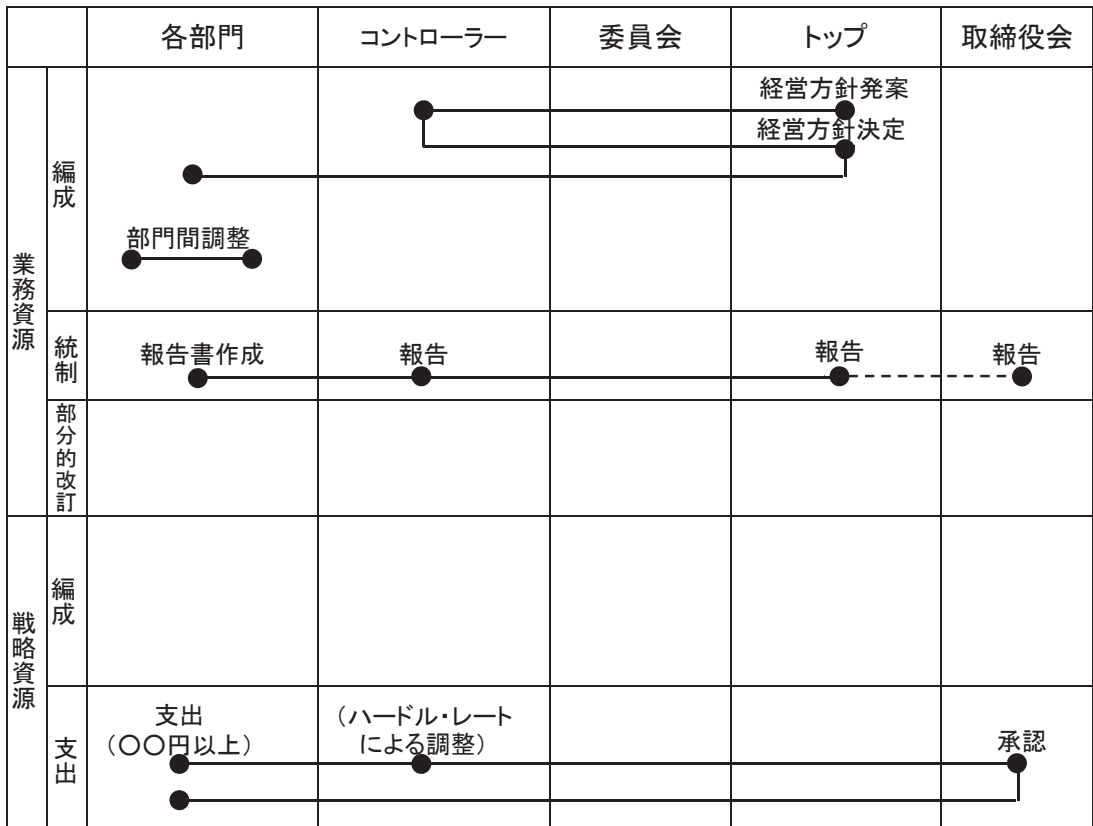 各部門
コントローラー
委員会
トップ
取締役会
業務資源
編成
経営方針発案
経営方針決定
部門間調整
統制
報告書作成
報告
報告
報告
部分的改訂
戦略資源
編成
支出
支出
（〇〇円以上）
（ハードル・レート
による調整）
承認